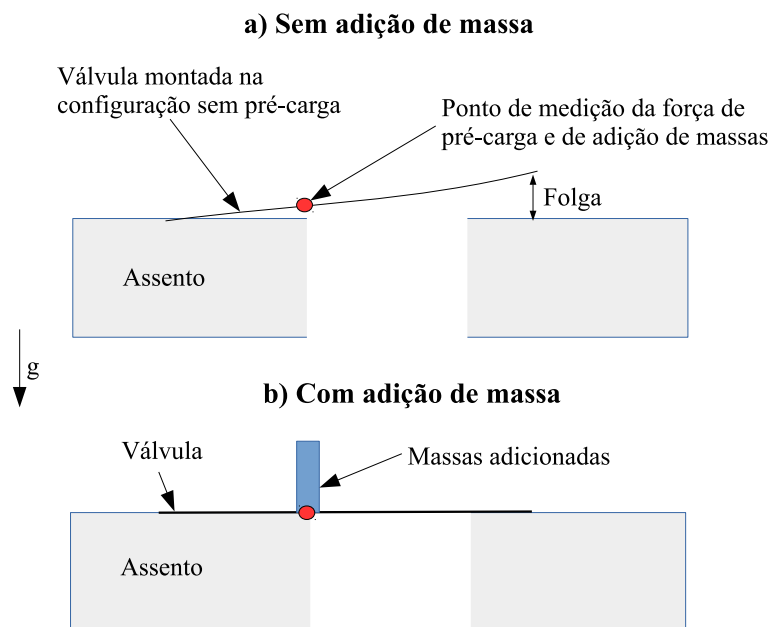 a) Sem adição de massa
Válvula montada na
configuração sem pré-carga
Ponto de medição da força de
pré-carga e de adição de massas
Folga
Assento
g
b) Com adição de massa
Válvula
Massas adicionadas
Assento